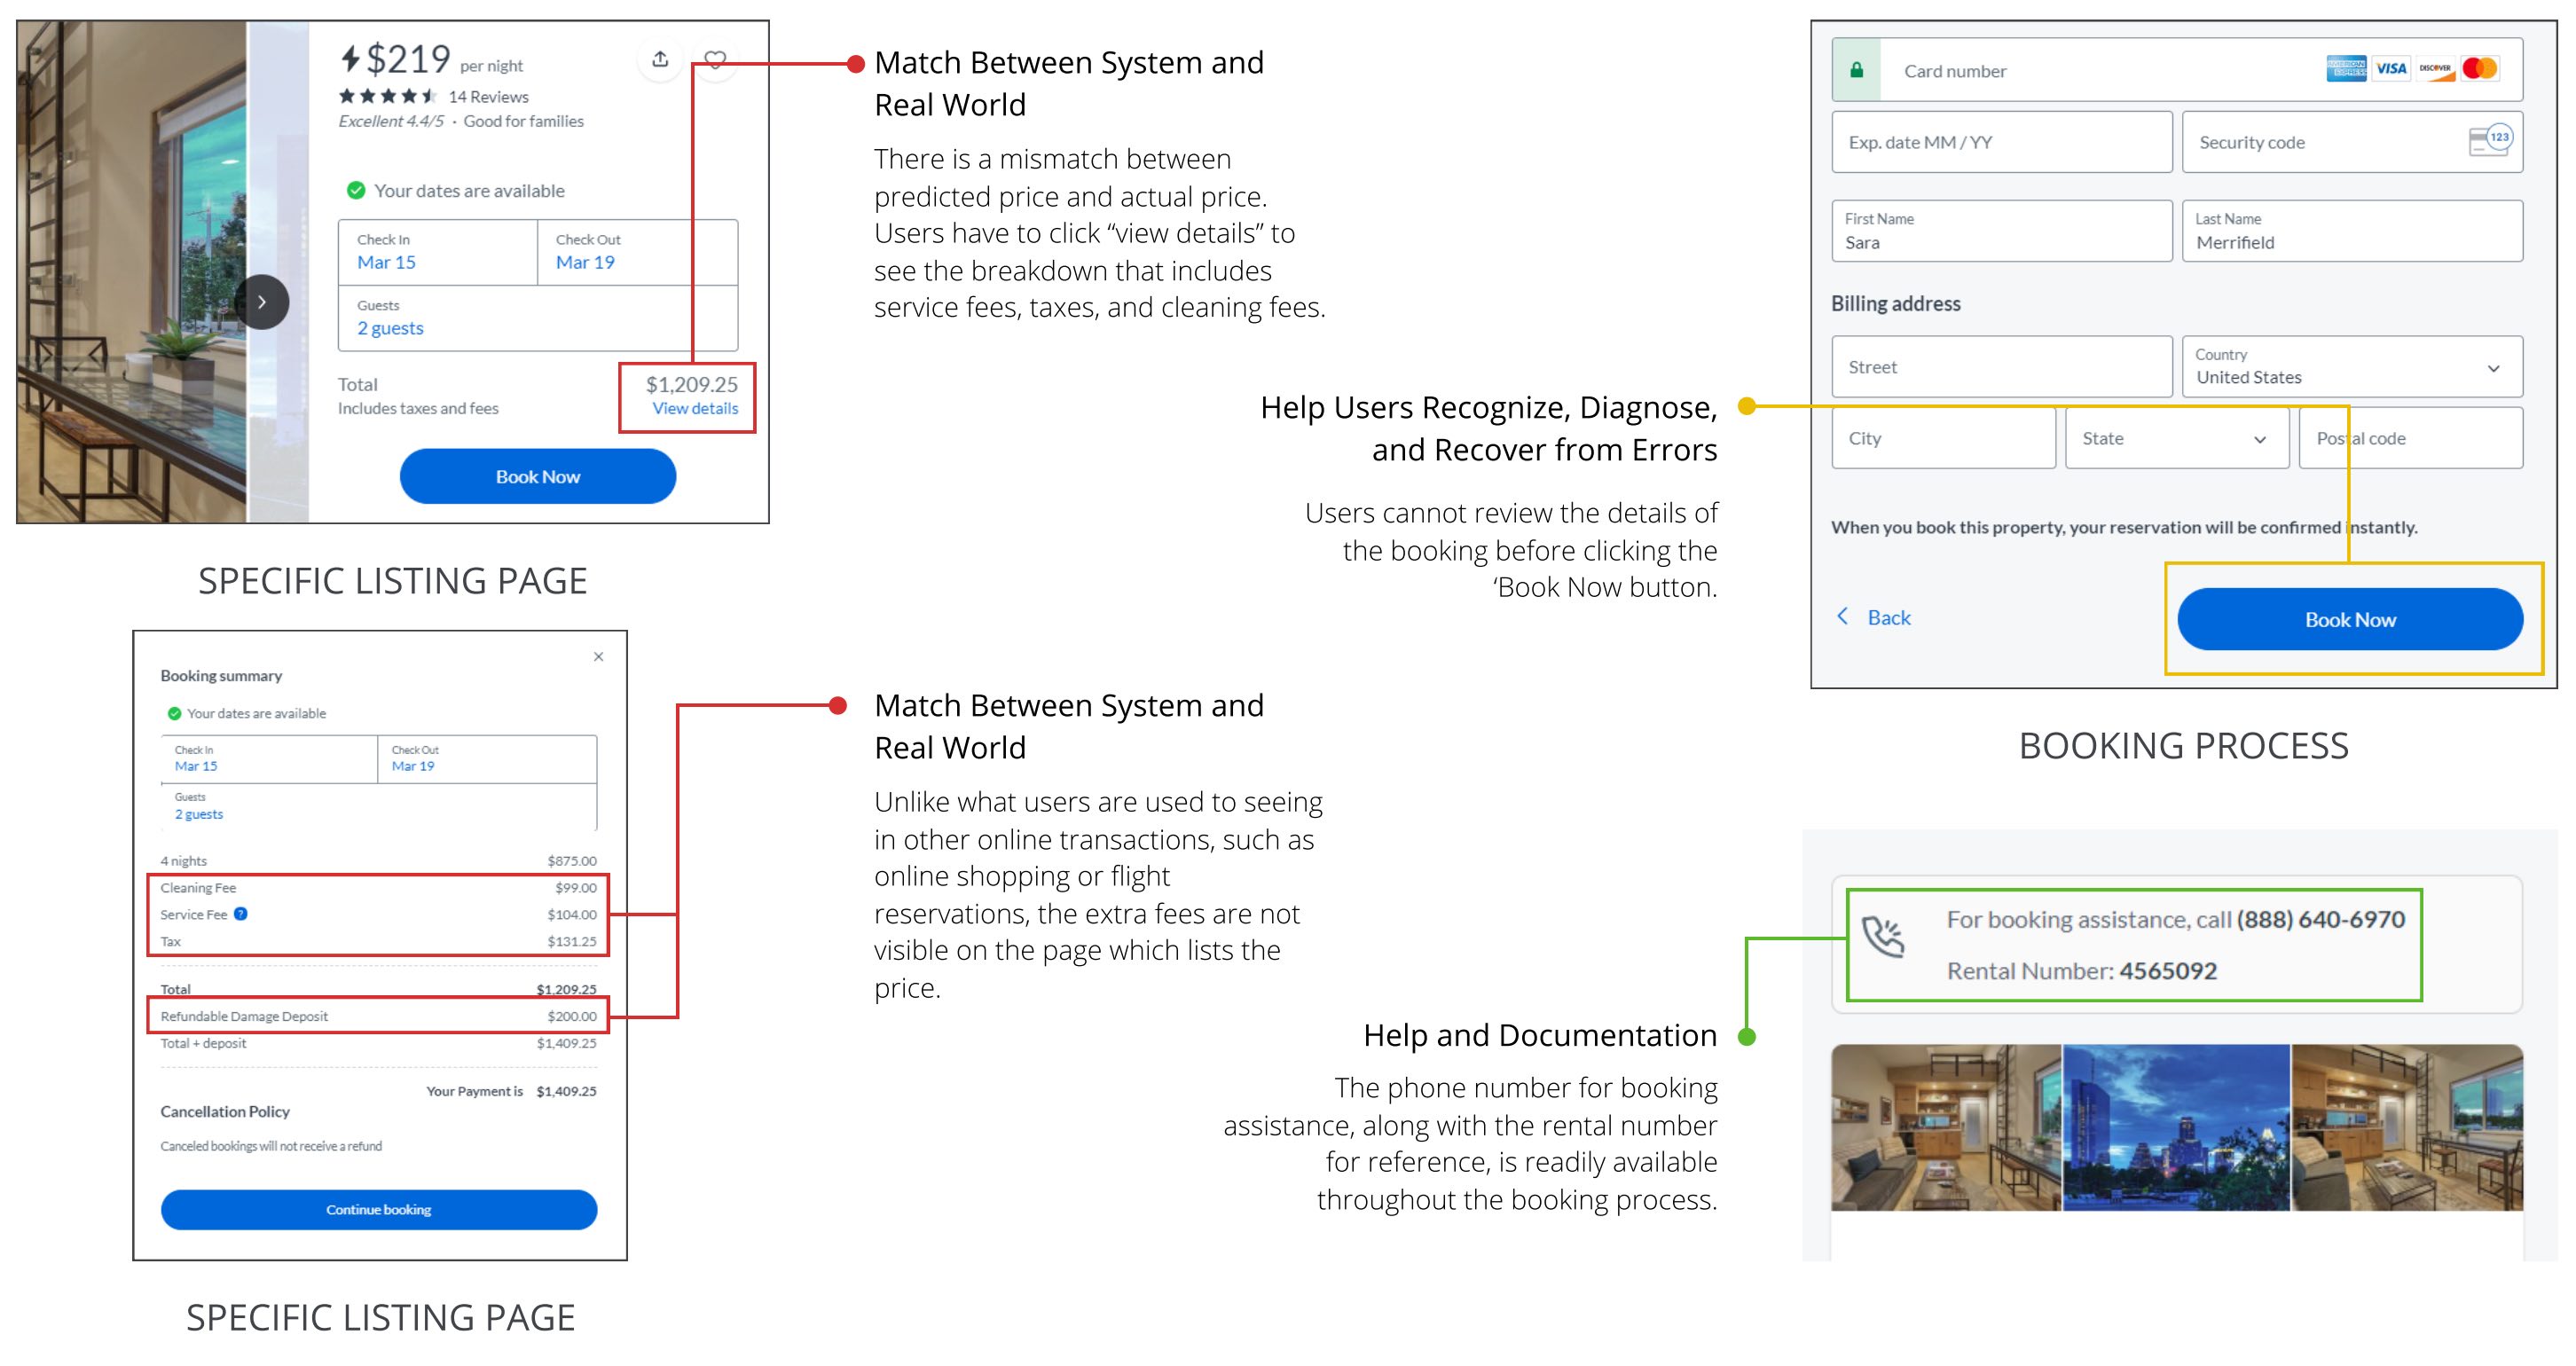 $219 per night
14 Reviews
Excellent 4.4/5 · Good for families
Your dates are available
Check In
Mar 15
Check Out
Mar 19
Guests
2 guests
Total
Includes taxes and fees
$1,209.25
View details
Book Now
SPECIFIC LISTING PAGE
Match Between System and
Real World
There is a mismatch between
predicted price and actual price.
Users have to click “view details” to
see the breakdown that includes
service fees, taxes, and cleaning fees.
Help Users Recognize, Diagnose,
and Recover from Errors
Users cannot review the details of
the booking before clicking the
‘Book Now button.
Card number
AMERICAN EXPRESS
VISA
DISCOVER
Exp. date MM / YY
Security code
123
First Name
Sara
Last Name
Merrifield
Billing address
Street
Country
United States
City
State
Postal code
When you book this property, your reservation will be confirmed instantly.
Back
Book Now
BOOKING PROCESS
Booking summary
Your dates are available
Check In
Mar 15
Check Out
Mar 19
Guests
2 guests
4 nights $875.00
Cleaning Fee $99.00
Service Fee ? $104.00
Tax $131.25
Total $1,209.25
Refundable Damage Deposit $200.00
Total + deposit $1,409.25
Your Payment is $1,409.25
Cancellation Policy
Canceled bookings will not receive a refund
Continue booking
SPECIFIC LISTING PAGE
Match Between System and
Real World
Unlike what users are used to seeing
in other online transactions, such as
online shopping or flight
reservations, the extra fees are not
visible on the page which lists the
price.
Help and Documentation
The phone number for booking
assistance, along with the rental number
for reference, is readily available
throughout the booking process.
For booking assistance, call (888) 640-6970
Rental Number: 4565092